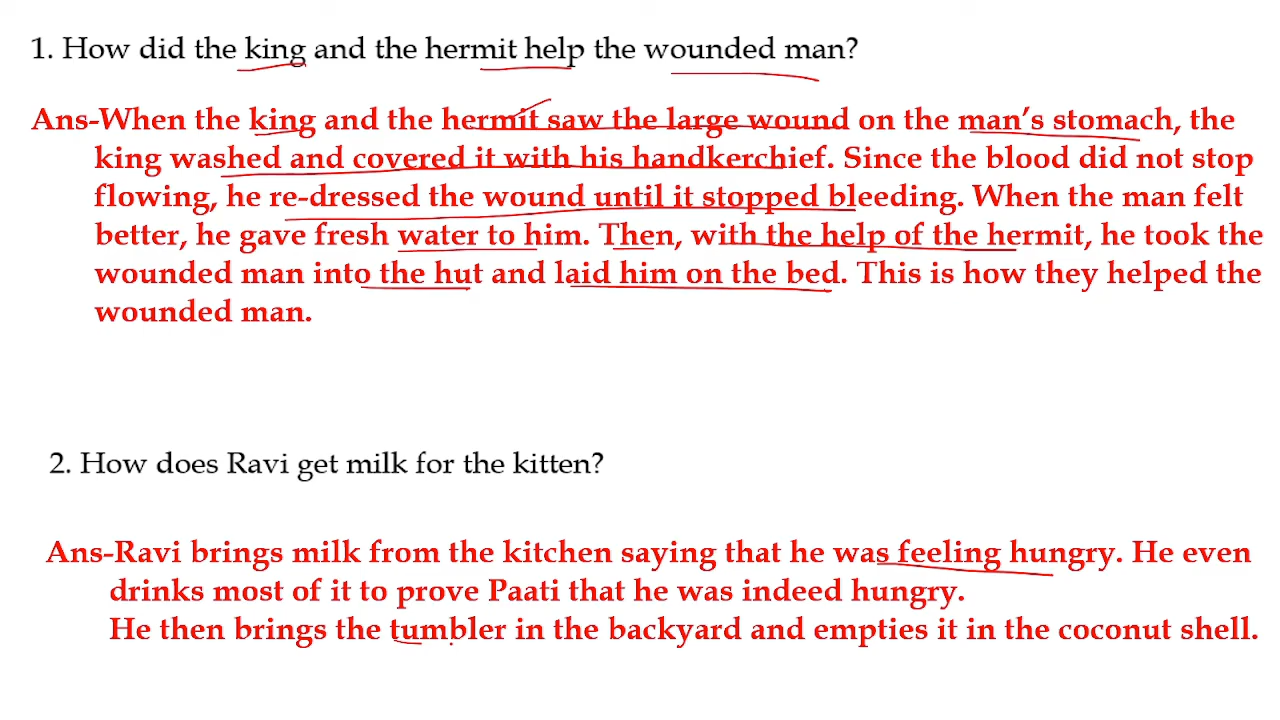 1. How did the king and the hermit help the wounded man?
Ans-When the king and the hermit saw the large wound on the man's stomach, the
king washed and covered it with his handkerchief. Since the blood did not stop
flowing, he re-dressed the wound until it stopped bleeding. When the man felt
better, he gave fresh water to him. Then, with the help of the hermit, he took the
wounded man into the hut and laid him on the bed. This is how they helped the
wounded man.
2. How does Ravi get milk for the kitten?
Ans-Ravi brings milk from the kitchen saying that he was feeling hungry. He even
drinks most of it to prove Paati that he was indeed hungry.
He then brings the tumbler in the backyard and empties it in the coconut shell.